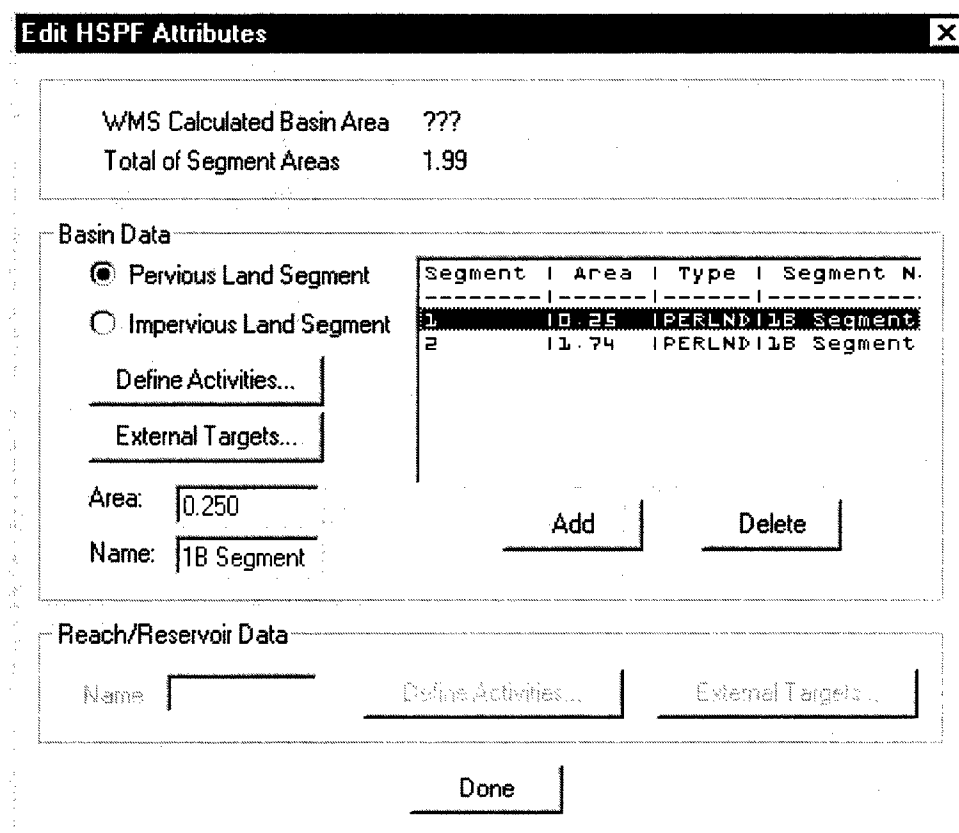 Edit HSPF Attributes
WMS Calculated Basin Area ???
Total of Segment Areas 1.99
Basin Data
Pervious Land Segment
Impervious Land Segment
Define Activities...
External Targets...
Area: 0.250
Name: 1B Segment
Segment | Area | Type | Segment N.
--------|------|------|----------
1 |0.25 |PERLND|1B Segment
2 |1.74 |PERLND|1B Segment
Add Delete
Reach/Reservoir Data
Name Define Activities... External Targets...
Done